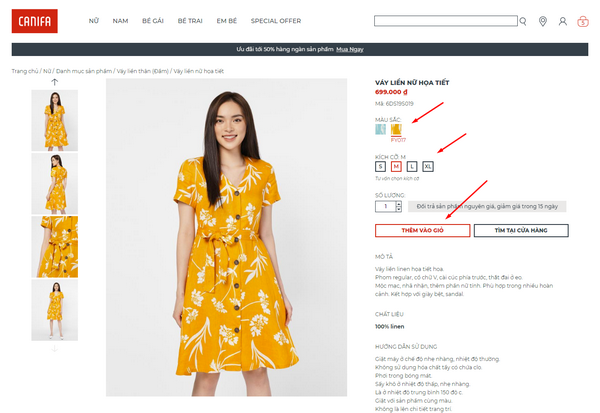 CANIFA
NỮ NAM BÉ GÁI BÉ TRAI EM BÉ SPECIAL OFFER
5
Ưu đãi tới 50% hàng ngàn sản phẩm Mua Ngay
Trang chủ / Nữ / Danh mục sản phẩm / Váy liền thân (Đầm) / Váy liền nữ họa tiết
VÁY LIỀN NỮ HỌA TIẾT
699.000 ₫
Mã: 6DS19S019
MÀU SẮC:
FY017
KÍCH CỠ: M
S M L XL
Tư vấn chọn kích cỡ
SỐ LƯỢNG
1 Đổi trả sản phẩm nguyên giá, giảm giá trong 15 ngày
THÊM VÀO GIỎ TÌM TẠI CỬA HÀNG
MÔ TẢ
Váy liền linen họa tiết hoa.
Phom regular, cổ chữ V, cài cúc phía trước, thắt đai ở eo.
Mộc mạc, nhã nhặn, thêm phần nữ tính. Phù hợp trong nhiều hoàn
cảnh. Kết hợp với giày bệt, sandal.
CHẤT LIỆU
100% linen
HƯỚNG DẪN SỬ DỤNG
Giặt máy ở chế độ nhẹ nhàng, nhiệt độ thường.
Không sử dụng hóa chất tẩy có chứa clo.
Phơi trong bóng mát.
Sấy khô ở nhiệt độ thấp, nhẹ nhàng.
Là ở nhiệt độ trung bình 150 độ c.
Giặt với sản phẩm cùng màu.
Không là lên chi tiết trang trí.